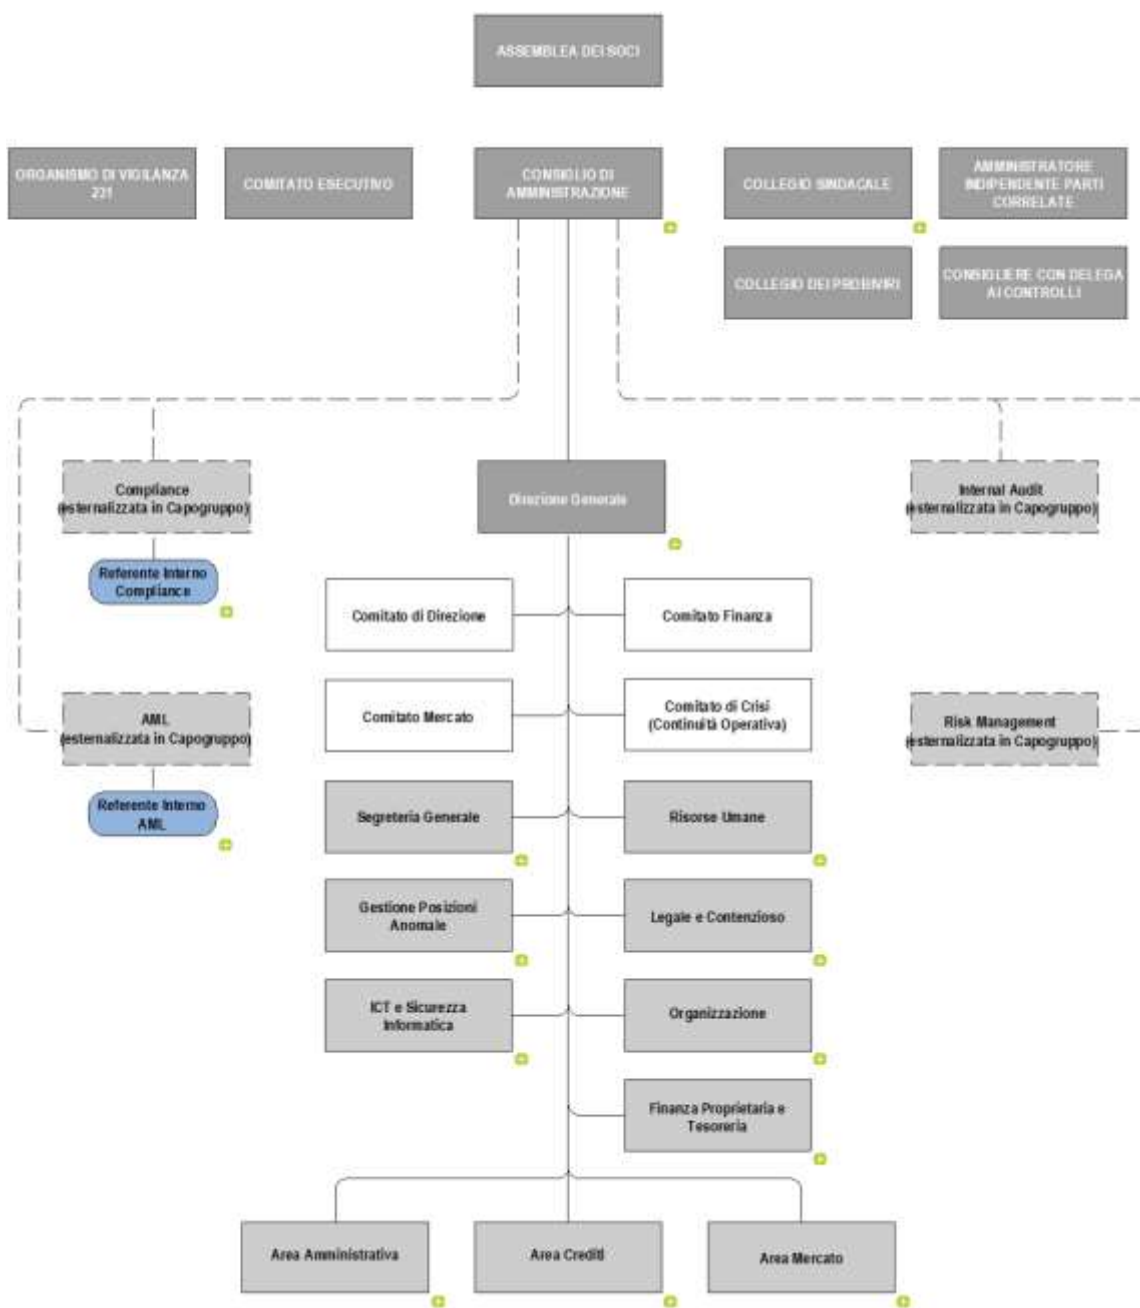 ASSEMBLEA DEI SOCI
ORGANISMO DI VIGILANZA
231
COMITATO ESECUTIVO
CONSIGLIO DI
AMMINISTRAZIONE
COLLEGIO SINDACALE
AMMINISTRATORE
INDIPENDENTE PARTI
CORRELATE
COLLEGIO DEI PROBIVIRI
CONSIGLIERE CON DELEGA
AI CONTROLLI
Compliance
(esternalizzata in Capogruppo)
Direzione Generale
Internal Audit
(esternalizzata in Capogruppo)
Referente Interno
Compliance
Comitato di Direzione
Comitato Finanza
Comitato Mercato
Comitato di Crisi
(Continuità Operativa)
AML
(esternalizzata in Capogruppo)
Risk Management
(esternalizzata in Capogruppo)
Referente Interno
AML
Segreteria Generale
Risorse Umane
Gestione Posizioni
Anomale
Legale e Contenzioso
ICT e Sicurezza
Informatica
Organizzazione
Finanza Proprietaria e
Tesoreria
Area Amministrativa
Area Crediti
Area Mercato